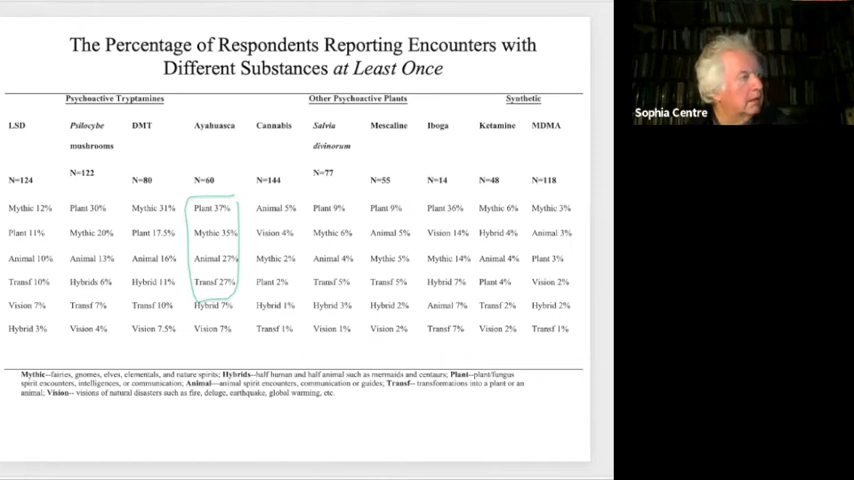 The Percentage of Respondents Reporting Encounters with
Different Substances at Least Once
Psychoactive Tryptamines Other Psychoactive Plants Synthetic
LSD Psilocybe mushrooms DMT Ayahuasca Cannabis Salvia divinorum Mescaline Iboga Ketamine MDMA
N=124 N=122 N=80 N=60 N=144 N=77 N=55 N=14 N=48 N=118
Mythic 12% Plant 30% Mythic 31% Plant 37% Animal 5% Plant 9% Plant 9% Plant 36% Mythic 6% Mythic 3%
Plant 11% Mythic 20% Plant 17.5% Mythic 35% Vision 4% Mythic 6% Animal 5% Vision 14% Hybrid 4% Animal 3%
Animal 10% Animal 13% Animal 16% Animal 27% Mythic 2% Animal 4% Mythic 5% Mythic 14% Animal 4% Plant 3%
Transf 10% Hybrids 6% Hybrid 11% Transf 27% Plant 2% Transf 5% Transf 5% Hybrid 7% Plant 4% Vision 2%
Vision 7% Transf 7% Transf 10% Hybrid 7% Hybrid 1% Hybrid 3% Hybrid 2% Animal 7% Transf 2% Hybrid 2%
Hybrid 3% Vision 4% Vision 7.5% Vision 7% Transf 1% Vision 1% Vision 2% Transf 7% Vision 2% Transf 1%
Mythic--fairies, gnomes, elves, elementals, and nature spirits; Hybrids--half human and half animal such as mermaids and centaurs; Plant--plant/fungus
spirit encounters, intelligences, or communication; Animal—animal spirit encounters, communication or guides; Transf-- transformations into a plant or an
animal; Vision-- visions of natural disasters such as fire, deluge, earthquake, global warming, etc.
Sophia Centre